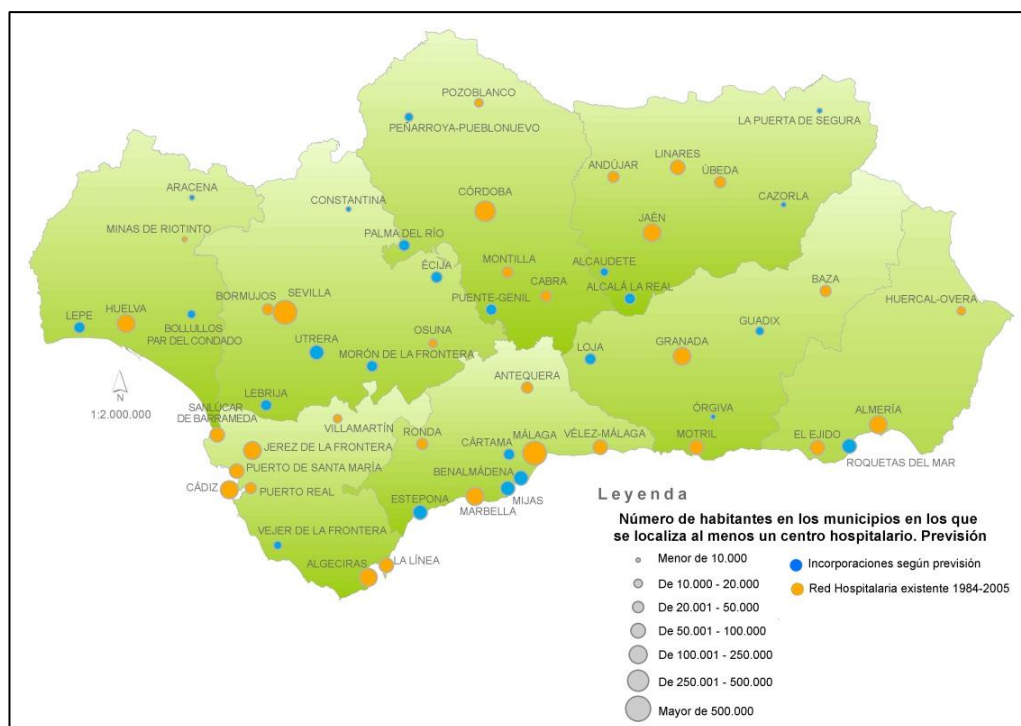 POZOBLANCO
PEÑARROYA-PUEBLONUEVO
LA PUERTA DE SEGURA
LINARES
ANDÚJAR
ÚBEDA
ARACENA
CONSTANTINA
CÓRDOBA
CAZORLA
MINAS DE RIOTINTO
PALMA DEL RÍO
JAÉN
ÉCIJA
MONTILLA
ALCAUDETE
BAZA
CABRA
ALCALÁ LA REAL
HUERCAL-OVERA
BORMUJOS
SEVILLA
PUENTE-GENIL
LEPE
HUELVA
BOLLULLOS
PAR DEL CONDADO
GUADIX
UTRERA
OSUNA
MORÓN DE LA FRONTERA
LOJA
GRANADA
ANTEQUERA
LEBRIJA
N
1:2.000.000
SANLÚCAR
DE BARRAMEDA
VILLAMARTÍN
RONDA
ÓRGIVA
ALMERÍA
JEREZ DE LA FRONTERA
CÁRTAMA
MÁLAGA
VÉLEZ-MÁLAGA
MOTRIL
EL EJIDO
PUERTO DE SANTA MARÍA
BENALMÁDENA
ROQUETAS DEL MAR
CÁDIZ
PUERTO REAL
ESTEPONA
MARBELLA
MIJAS
VEJER DE LA FRONTERA
ALGECIRAS
LA LÍNEA
Leyenda
Número de habitantes en los municipios en los que
se localiza al menos un centro hospitalario. Previsión
Menor de 10.000
De 10.000 - 20.000
De 20.001 - 50.000
De 50.001 - 100.000
De 100.001 - 250.000
De 250.001 - 500.000
Mayor de 500.000
Incorporaciones según previsión
Red Hospitalaria existente 1984-2005